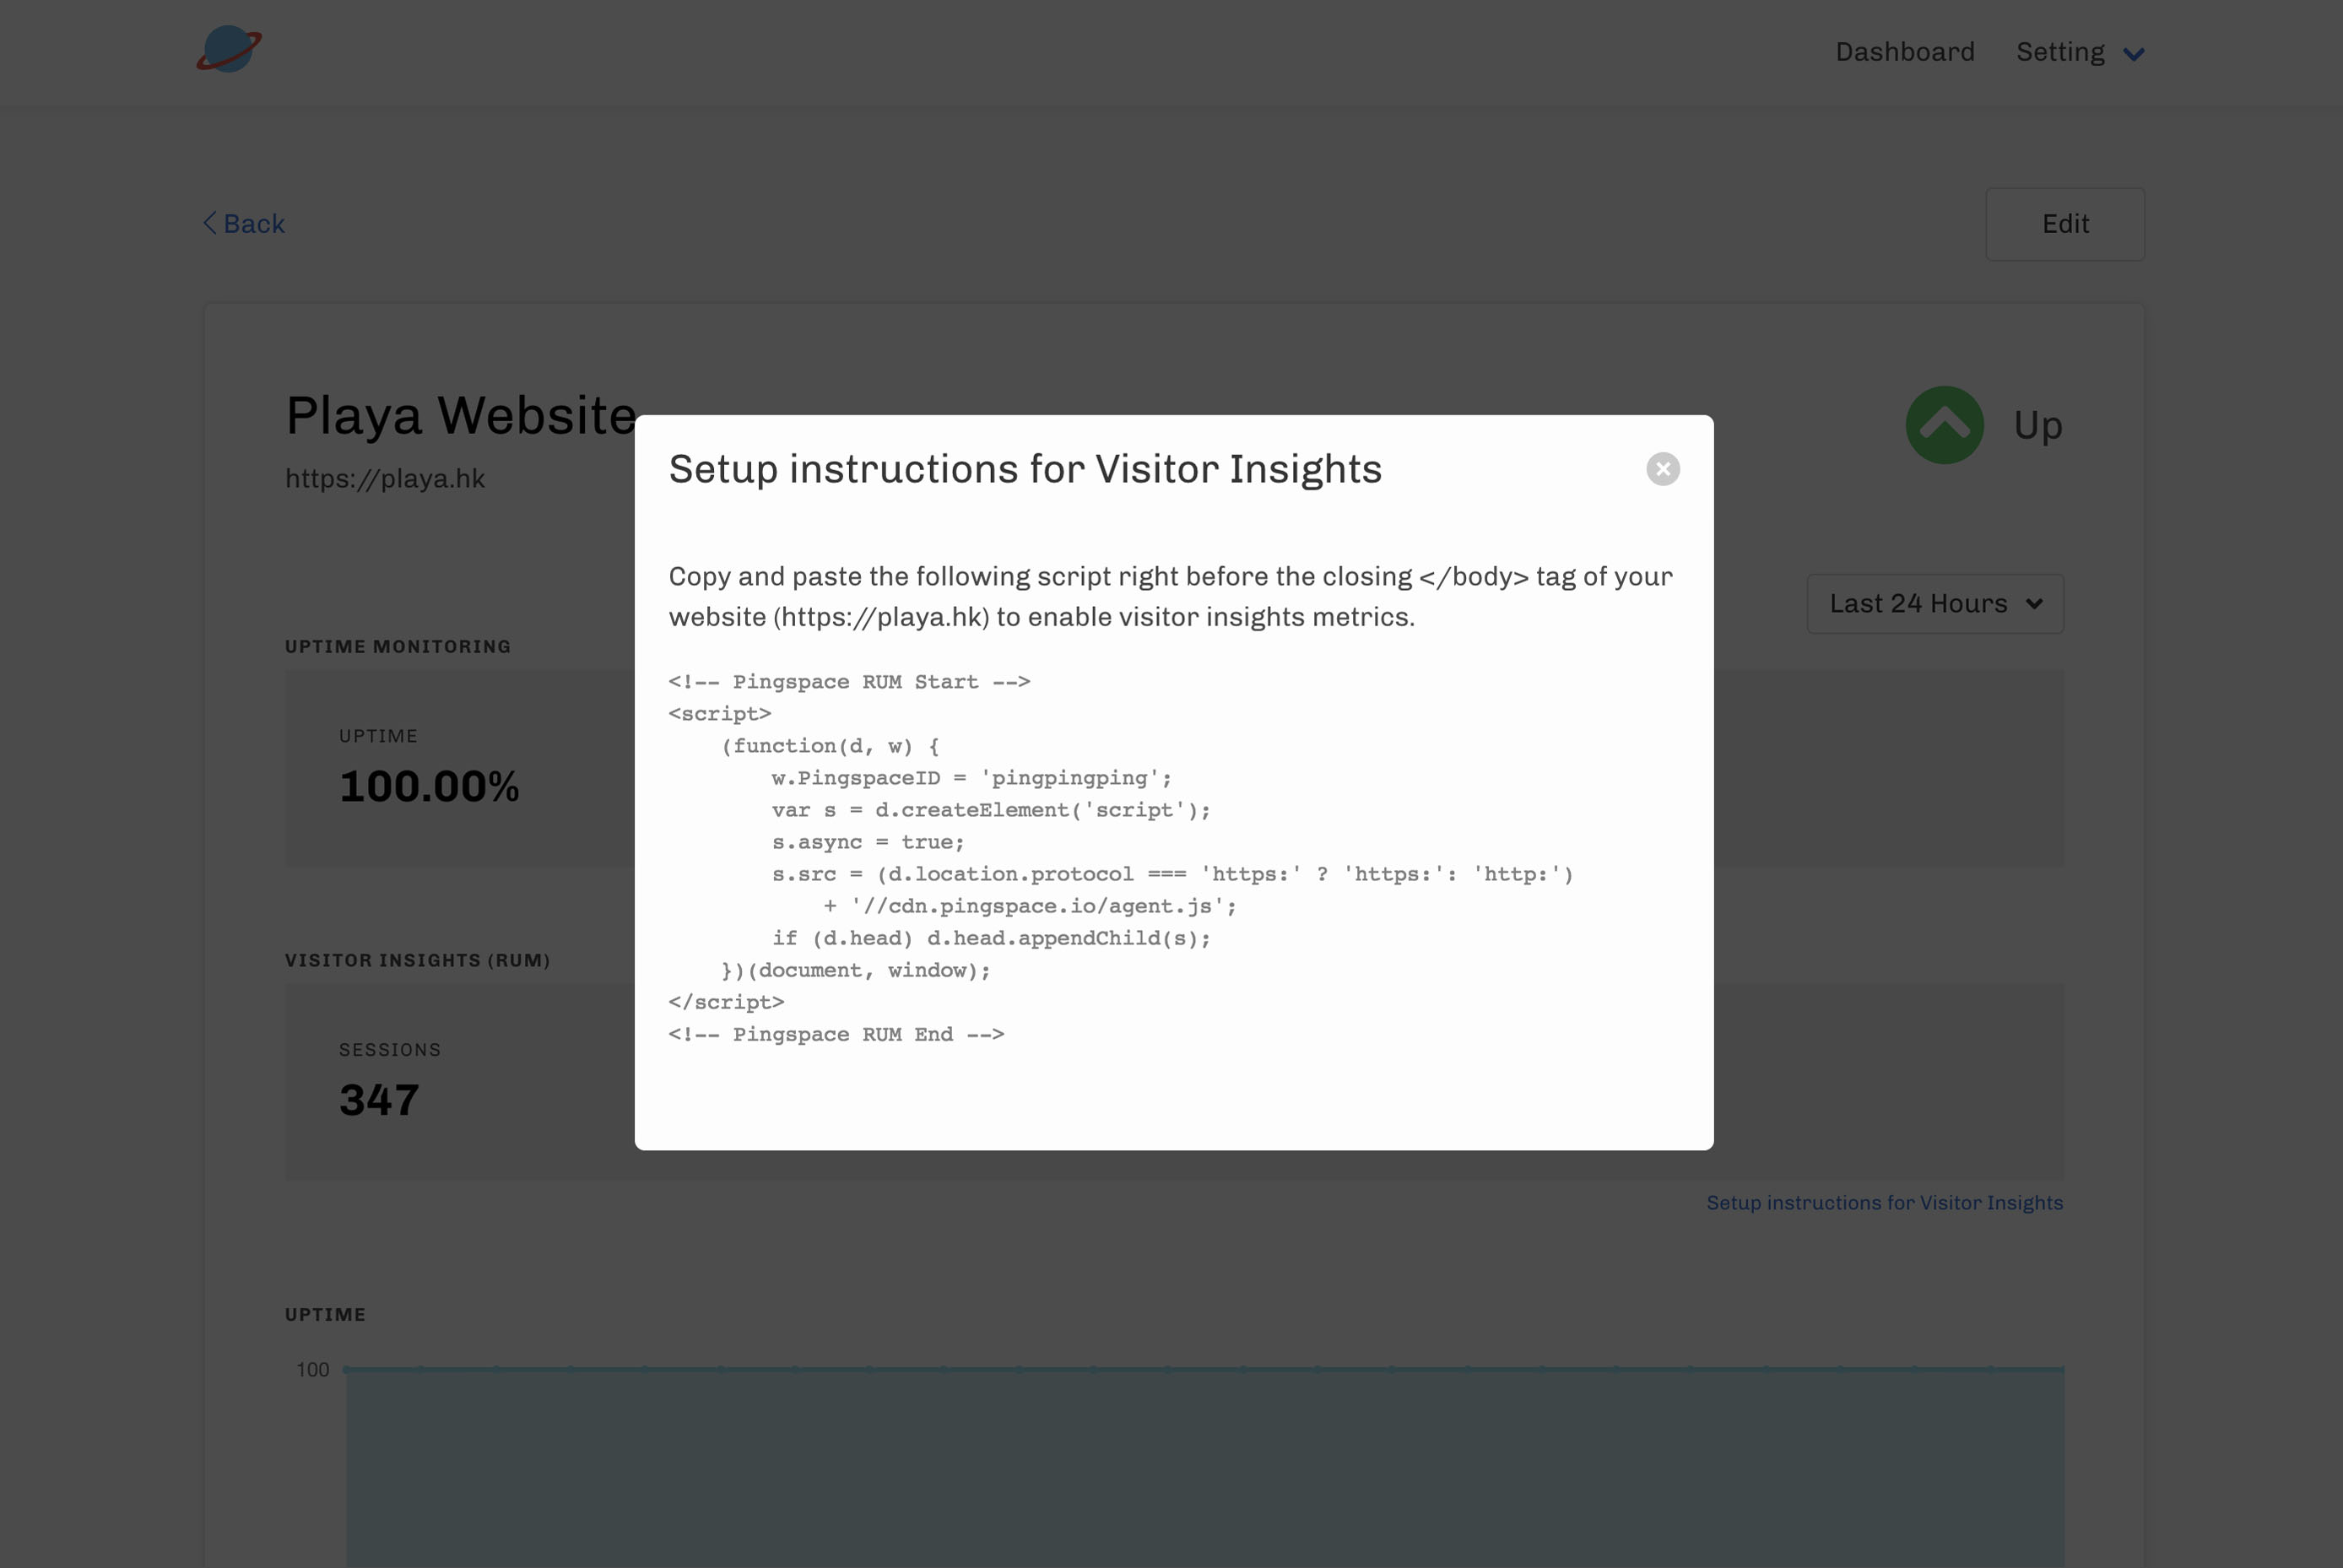 Dashboard Setting
Back
Edit
Playa Website
https://playa.hk
Up
Last 24 Hours
UPTIME MONITORING
UPTIME
100.00%
VISITOR INSIGHTS (RUM)
SESSIONS
347
Setup instructions for Visitor Insights
Copy and paste the following script right before the closing </body> tag of your
website (https://playa.hk) to enable visitor insights metrics.
<!-- Pingspace RUM Start -->
<script>
    (function(d, w) {
        w.PingspaceID = 'pingpingping';
        var s = d.createElement('script');
        s.async = true;
        s.src = (d.location.protocol === 'https:' ? 'https:': 'http:')
            + '//cdn.pingspace.io/agent.js';
        if (d.head) d.head.appendChild(s);
    })(document, window);
</script>
<!-- Pingspace RUM End -->
Setup instructions for Visitor Insights
UPTIME
100